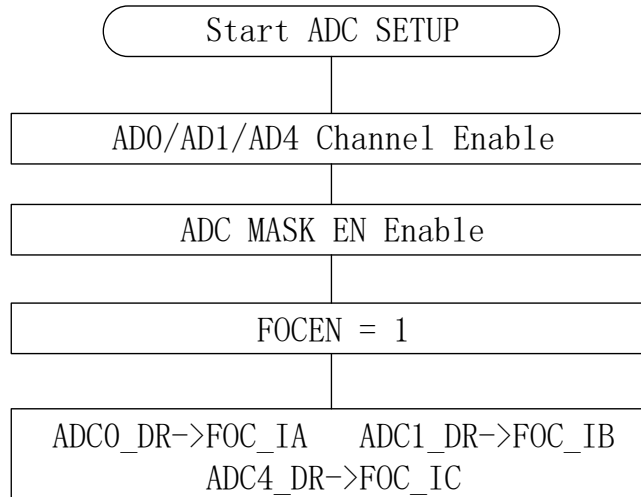 Start ADC SETUP
AD0/AD1/AD4 Channel Enable
ADC MASK EN Enable
FOCEN = 1
ADC0_DR->FOC_IA ADC1_DR->FOC_IB
ADC4_DR->FOC_IC